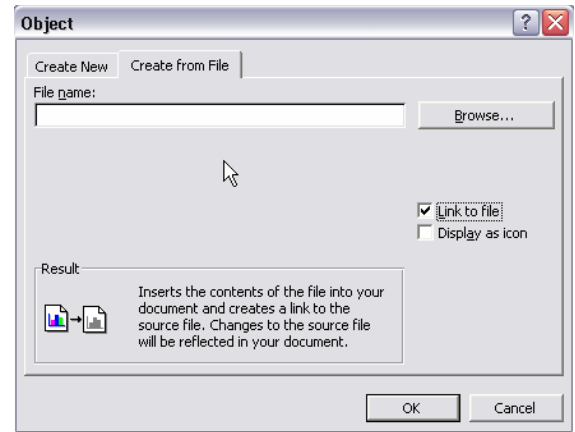 Object
Create New
Create from File
File name:
Browse...
Link to file
Display as icon
Result
Inserts the contents of the file into your
document and creates a link to the
source file. Changes to the source file
will be reflected in your document.
OK
Cancel